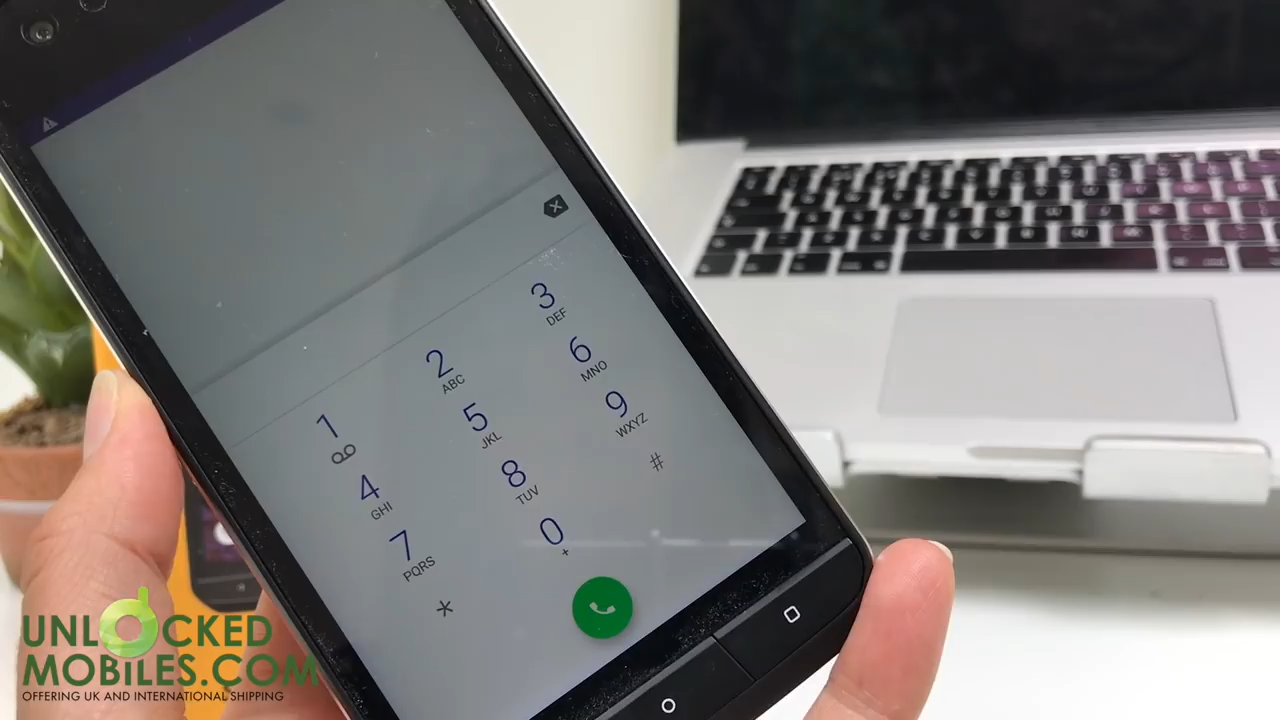 3
DEF
2
ABC
6
MNO
1
5
JKL
9
WXYZ
4
GHI
8
TUV
#
7
PQRS
0
+
*
UNLOCKED
MOBILES.COM
OFFERING UK AND INTERNATIONAL SHIPPING